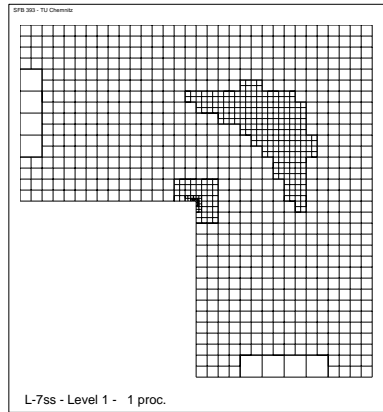 SFB 393 - TU Chemnitz
L-7ss - Level 1 - 1 proc.